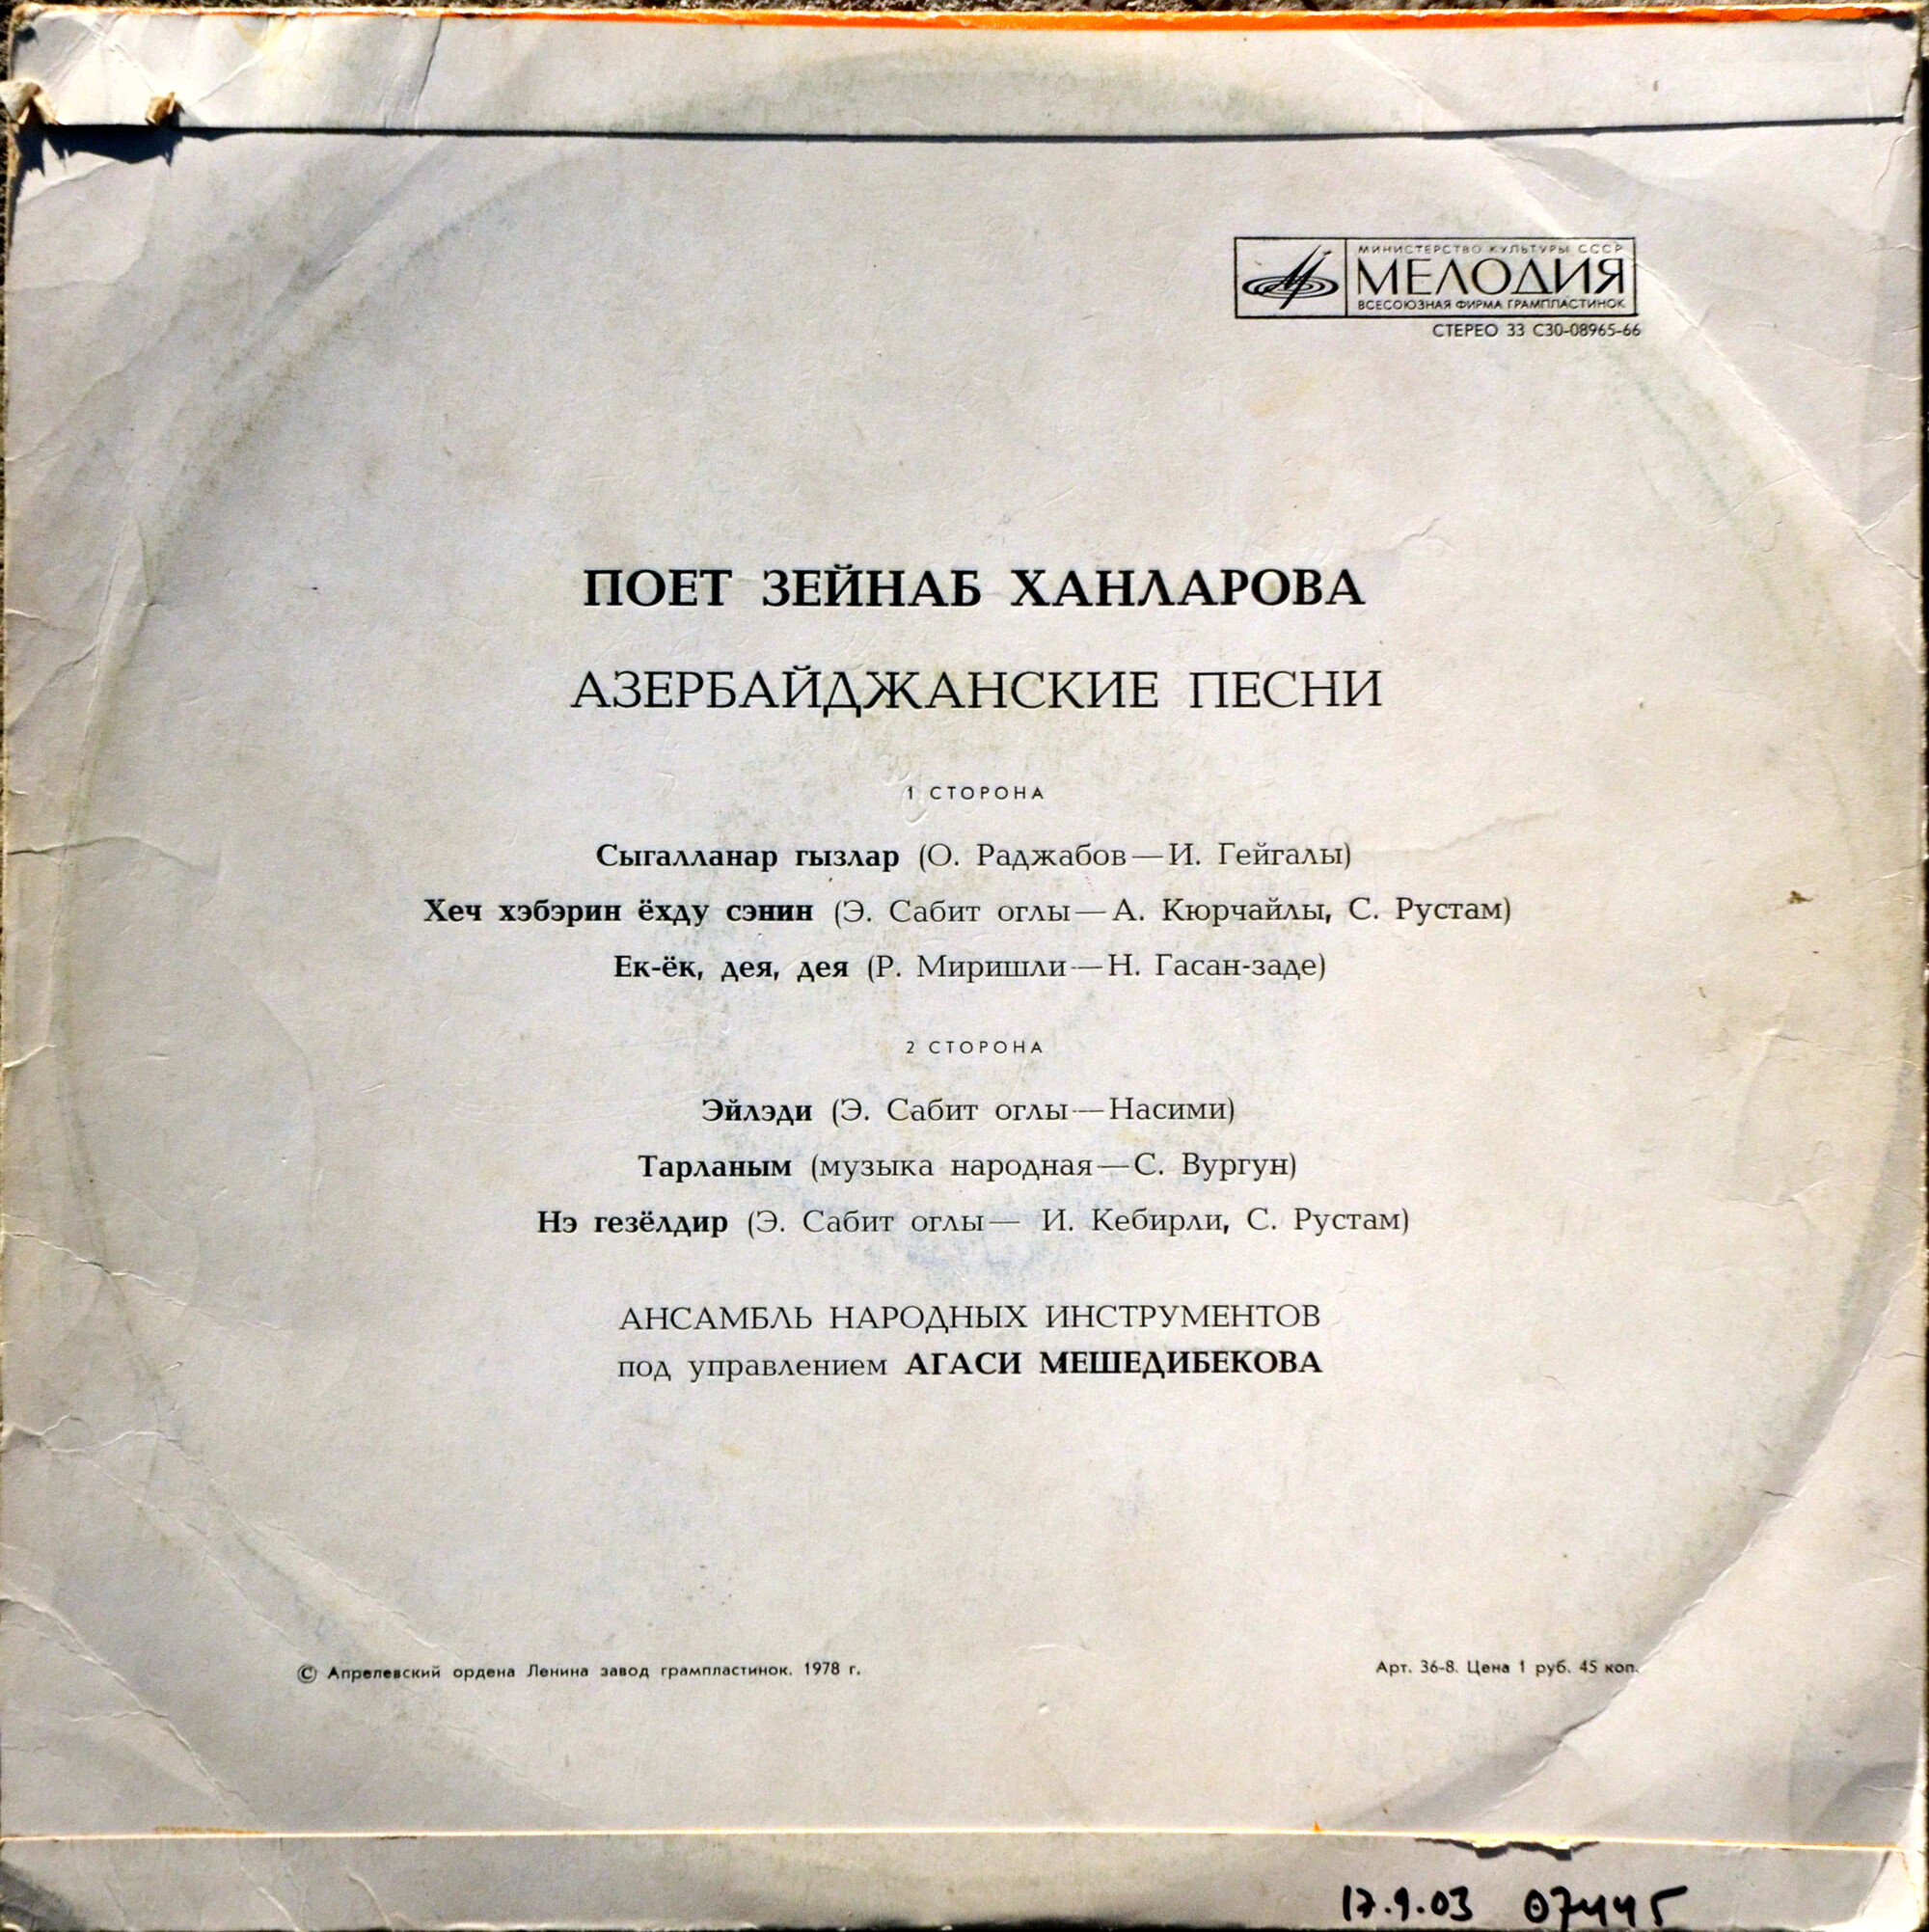 МИНИСТЕРСТВО КУЛЬТУРЫ СССР
МЕЛОДИЯ
ВСЕСОЮЗНАЯ ФИРМА ГРАМПЛАСТИНОК
СТЕРЕО 33 С30-08965-66
ПОЕТ ЗЕЙНАБ ХАНЛАРОВА
АЗЕРБАЙДЖАНСКИЕ ПЕСНИ
1 СТОРОНА
Сыгалланар гызлар (О. Раджабов — И. Гейгалы)
Хеч хэбэрин ёхду сэнин (Э. Сабит оглы — А. Кюрчайлы, С. Рустам)
Ек-ёк, дея, дея (Р. Миришли — Н. Гасан-заде)
2 СТОРОНА
Эйлэди (Э. Сабит оглы — Насими)
Тарланым (музыка народная — С. Вургун)
Нэ гезёлдир (Э. Сабит оглы — И. Кебирли, С. Рустам)
АНСАМБЛЬ НАРОДНЫХ ИНСТРУМЕНТОВ
под управлением АГАСИ МЕШЕДИБЕКОВА
© Апрелевский ордена Ленина завод грампластинок. 1978 г.
Арт. 36-8. Цена 1 руб. 45 коп.
17.9.03 07445